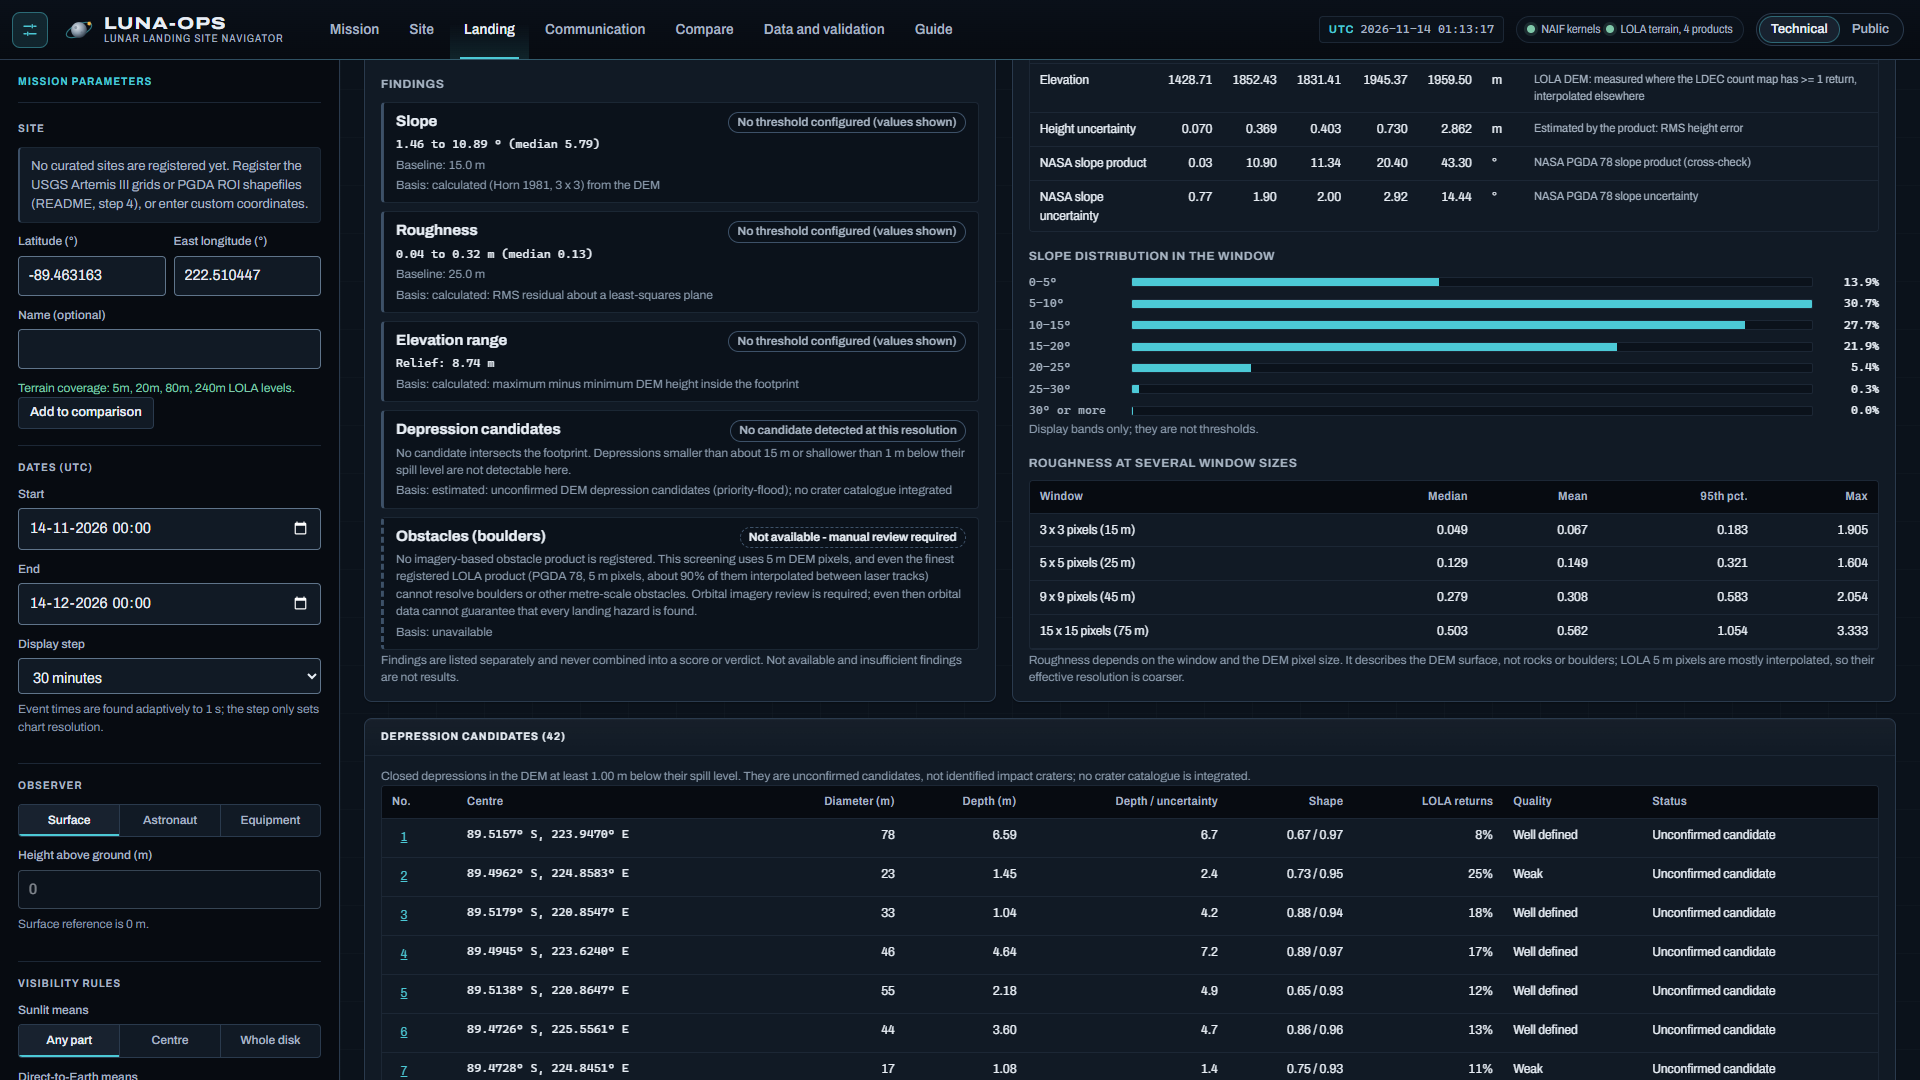 LUNA-OPS
LUNAR LANDING SITE NAVIGATOR
Mission
Site
Landing
Communication
Compare
Data and validation
Guide
UTC 2026-11-14 01:13:17
NAIF kernels
LOLA terrain, 4 products
Technical
Public
MISSION PARAMETERS
SITE
No curated sites are registered yet. Register the
USGS Artemis III grids or PGDA ROI shapefiles
(README, step 4), or enter custom coordinates.
Latitude (°)
East longitude (°)
-89.463163
222.510447
Name (optional)
Terrain coverage: 5m, 20m, 80m, 240m LOLA levels.
Add to comparison
DATES (UTC)
Start
14-11-2026 00:00
End
14-12-2026 00:00
Display step
30 minutes
Event times are found adaptively to 1 s; the step only sets
chart resolution.
OBSERVER
Surface
Astronaut
Equipment
Height above ground (m)
0
Surface reference is 0 m.
VISIBILITY RULES
Sunlit means
Any part
Centre
Whole disk
Direct-to-Earth means
FINDINGS
Slope
No threshold configured (values shown)
1.46 to 10.89 ° (median 5.79)
Baseline: 15.0 m
Basis: calculated (Horn 1981, 3 x 3) from the DEM
Roughness
No threshold configured (values shown)
0.04 to 0.32 m (median 0.13)
Baseline: 25.0 m
Basis: calculated: RMS residual about a least-squares plane
Elevation range
No threshold configured (values shown)
Relief: 8.74 m
Basis: calculated: maximum minus minimum DEM height inside the footprint
Depression candidates
No candidate detected at this resolution
No candidate intersects the footprint. Depressions smaller than about 15 m or shallower than 1 m below their
spill level are not detectable here.
Basis: estimated: unconfirmed DEM depression candidates (priority-flood); no crater catalogue integrated
Obstacles (boulders)
Not available - manual review required
No imagery-based obstacle product is registered. This screening uses 5 m DEM pixels, and even the finest
registered LOLA product (PGDA 78, 5 m pixels, about 90% of them interpolated between laser tracks)
cannot resolve boulders or other metre-scale obstacles. Orbital imagery review is required; even then orbital
data cannot guarantee that every landing hazard is found.
Basis: unavailable
Findings are listed separately and never combined into a score or verdict. Not available and insufficient findings
are not results.
Elevation 1428.71 1852.43 1831.41 1945.37 1959.50 m LOLA DEM: measured where the LDEC count map has >= 1 return,
interpolated elsewhere
Height uncertainty 0.070 0.369 0.403 0.730 2.862 m Estimated by the product: RMS height error
NASA slope product 0.03 10.90 11.34 20.40 43.30 ° NASA PGDA 78 slope product (cross-check)
NASA slope 0.77 1.90 2.00 2.92 14.44 ° NASA PGDA 78 slope uncertainty
uncertainty
SLOPE DISTRIBUTION IN THE WINDOW
0–5° 13.9%
5–10° 30.7%
10–15° 27.7%
15–20° 21.9%
20–25° 5.4%
25–30° 0.3%
30° or more 0.0%
Display bands only; they are not thresholds.
ROUGHNESS AT SEVERAL WINDOW SIZES
Window Median Mean 95th pct. Max
3 x 3 pixels (15 m) 0.049 0.067 0.183 1.905
5 x 5 pixels (25 m) 0.129 0.149 0.321 1.604
9 x 9 pixels (45 m) 0.279 0.308 0.583 2.054
15 x 15 pixels (75 m) 0.503 0.562 1.054 3.333
Roughness depends on the window and the DEM pixel size. It describes the DEM surface, not rocks or boulders; LOLA 5 m pixels are mostly interpolated, so their
effective resolution is coarser.
DEPRESSION CANDIDATES (42)
Closed depressions in the DEM at least 1.00 m below their spill level. They are unconfirmed candidates, not identified impact craters; no crater catalogue is integrated.
No. Centre Diameter (m) Depth (m) Depth / uncertainty Shape LOLA returns Quality Status
1 89.5157° S, 223.9470° E 78 6.59 6.7 0.67 / 0.97 8% Well defined Unconfirmed candidate
2 89.4962° S, 224.8583° E 23 1.45 2.4 0.73 / 0.95 25% Weak Unconfirmed candidate
3 89.5179° S, 220.8547° E 33 1.04 4.2 0.88 / 0.94 18% Well defined Unconfirmed candidate
4 89.4945° S, 223.6240° E 46 4.64 7.2 0.89 / 0.97 17% Well defined Unconfirmed candidate
5 89.5138° S, 220.8647° E 55 2.18 4.9 0.65 / 0.93 12% Well defined Unconfirmed candidate
6 89.4726° S, 225.5561° E 44 3.60 4.7 0.86 / 0.96 13% Well defined Unconfirmed candidate
7 89.4728° S, 224.8451° E 17 1.08 1.4 0.75 / 0.93 11% Weak Unconfirmed candidate